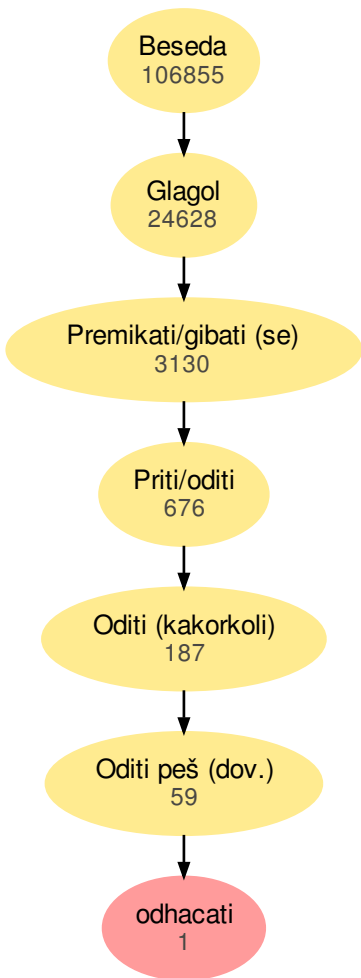 Beseda
106855
Glagol
24628
Premikati/gibati (se)
3130
Priti/oditi
676
Oditi (kakorkoli)
187
Oditi peš (dov.)
59
odhacati
1